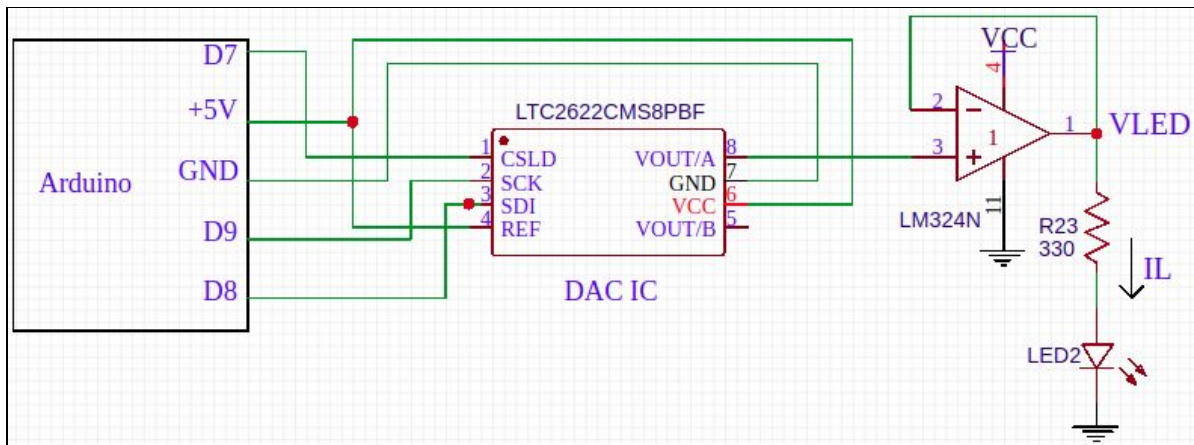 D7
+5V
GND
D9
D8
Arduino
LTC2622CMS8PBF
1
CSLD
2
SCK
3
SDI
4
REF
VOUT/A
8
GND
7
VCC
6
VOUT/B
5
DAC IC
VCC
4
2
-
3
+
1
1
VLED
11
LM324N
R23
330
IL
LED2